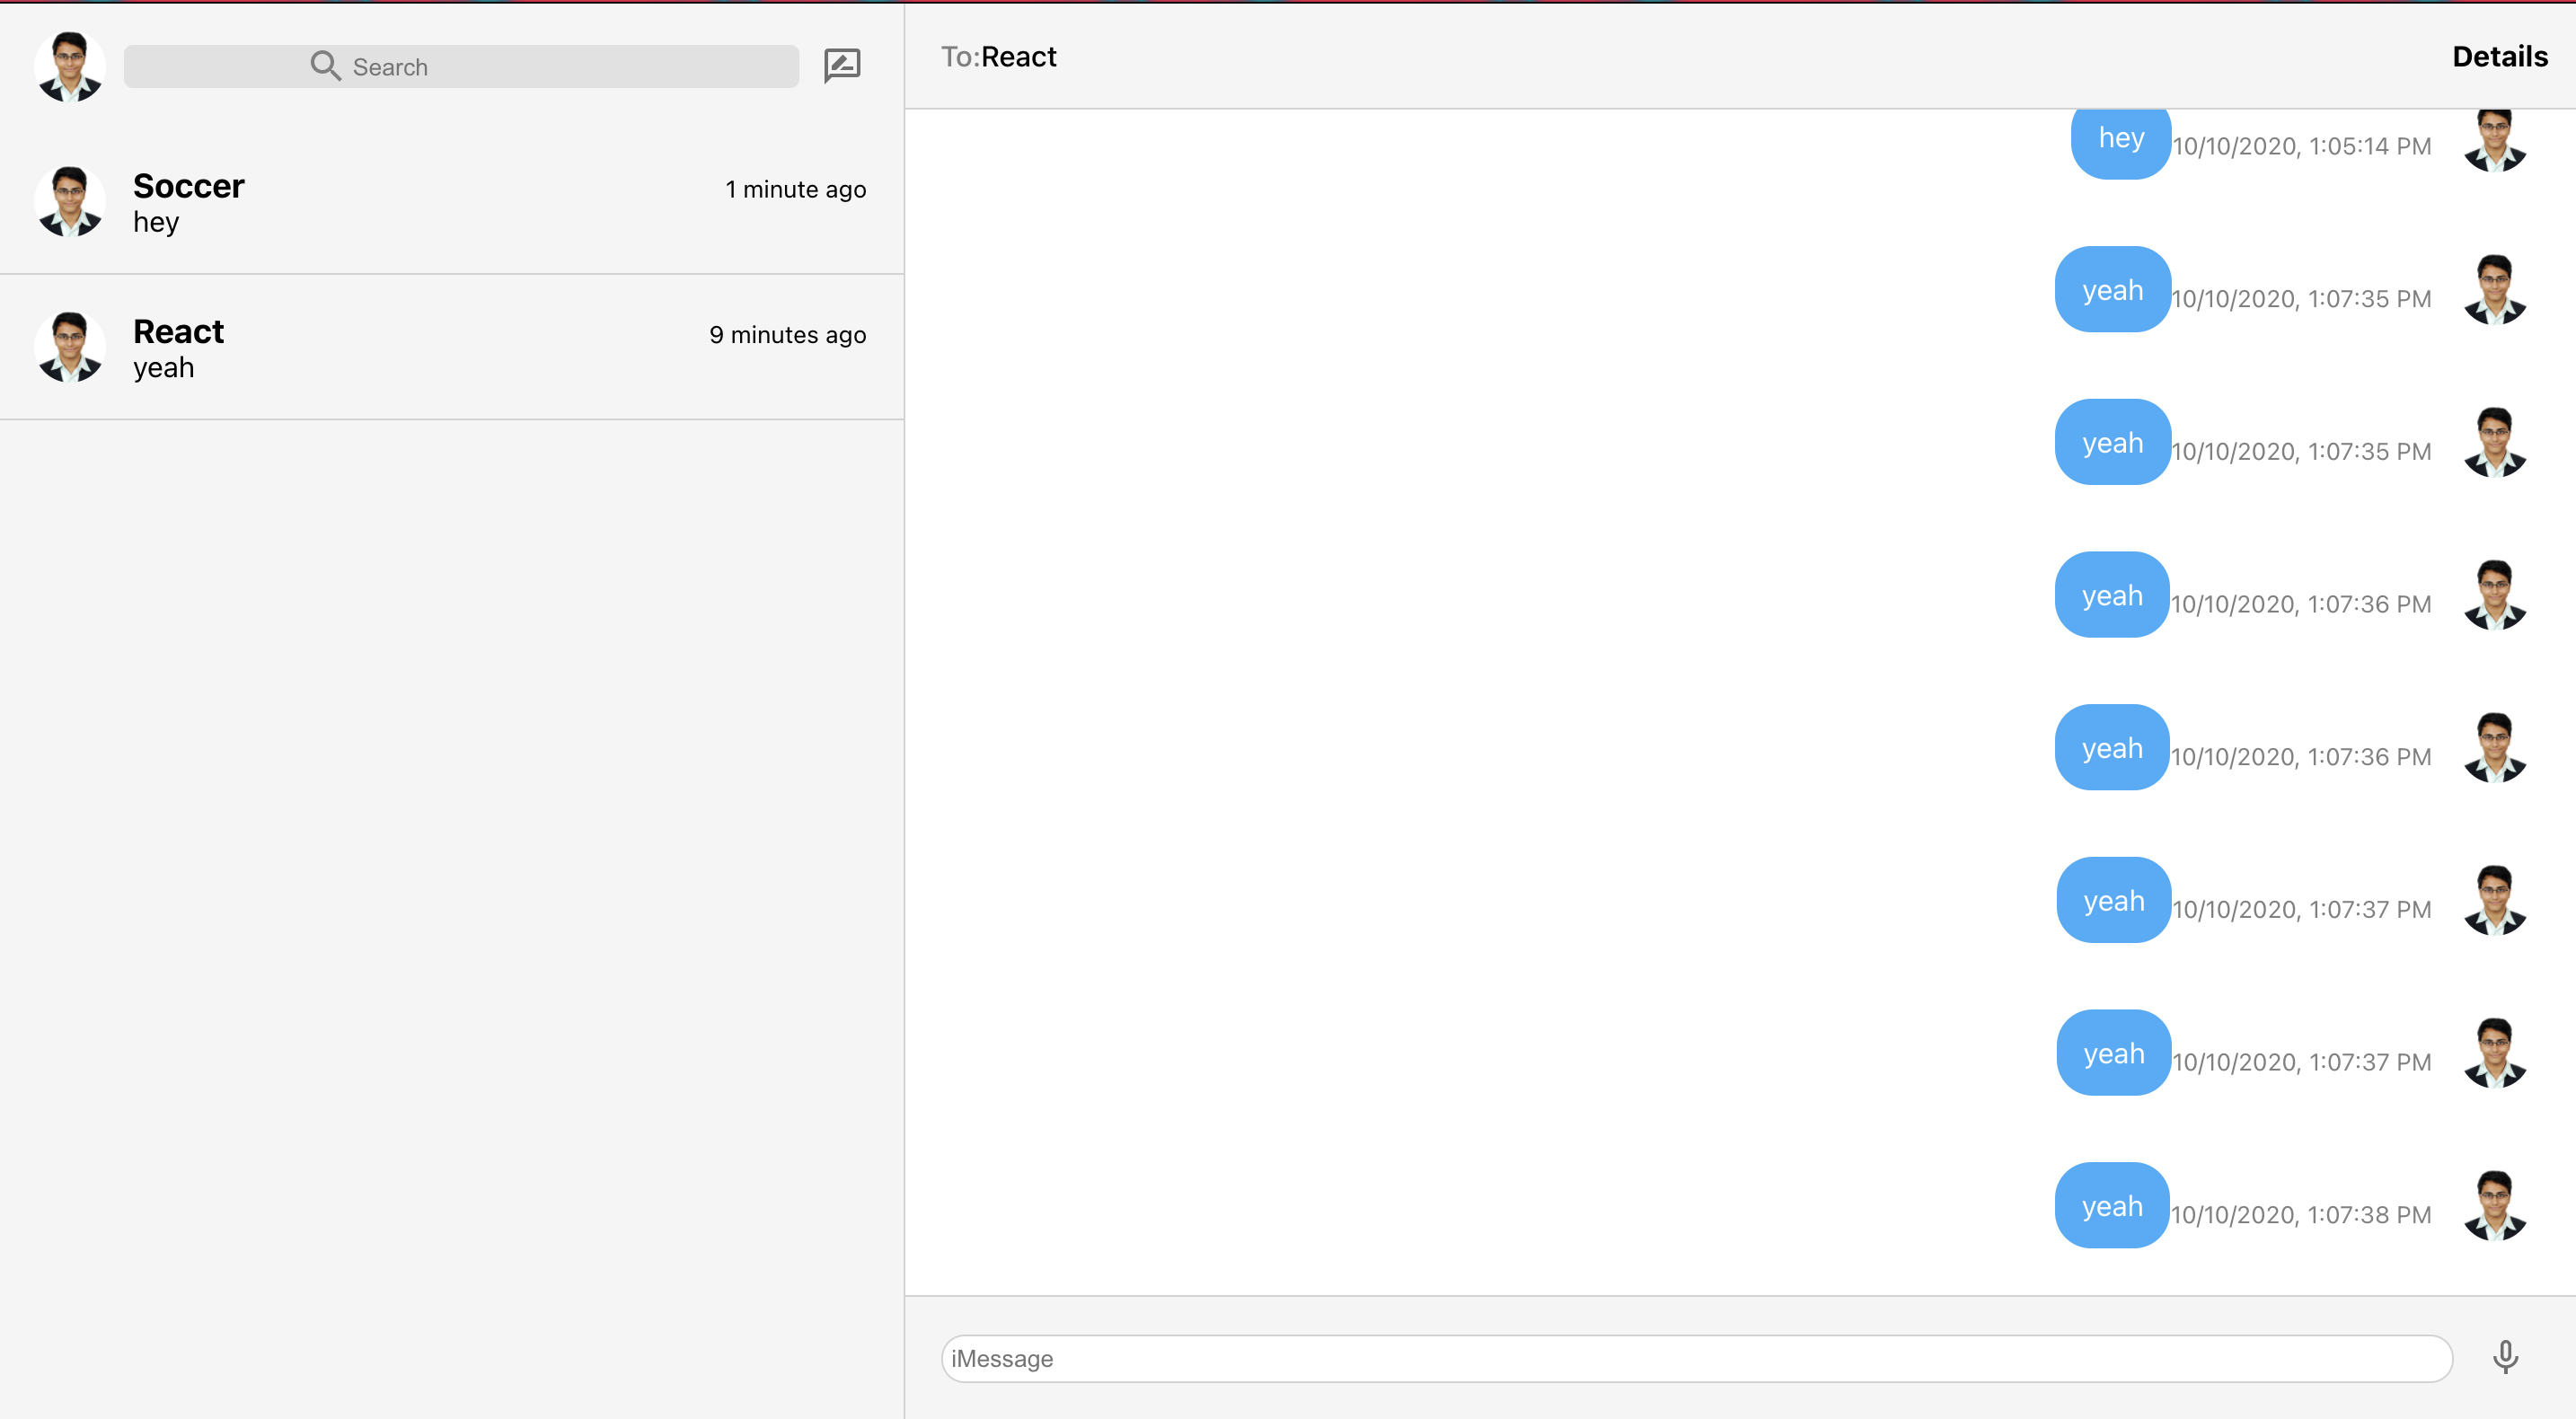 Search
Soccer
1 minute ago
hey
React
9 minutes ago
yeah
To:React
Details
hey 10/10/2020, 1:05:14 PM
yeah 10/10/2020, 1:07:35 PM
yeah 10/10/2020, 1:07:35 PM
yeah 10/10/2020, 1:07:36 PM
yeah 10/10/2020, 1:07:36 PM
yeah 10/10/2020, 1:07:37 PM
yeah 10/10/2020, 1:07:37 PM
yeah 10/10/2020, 1:07:38 PM
iMessage